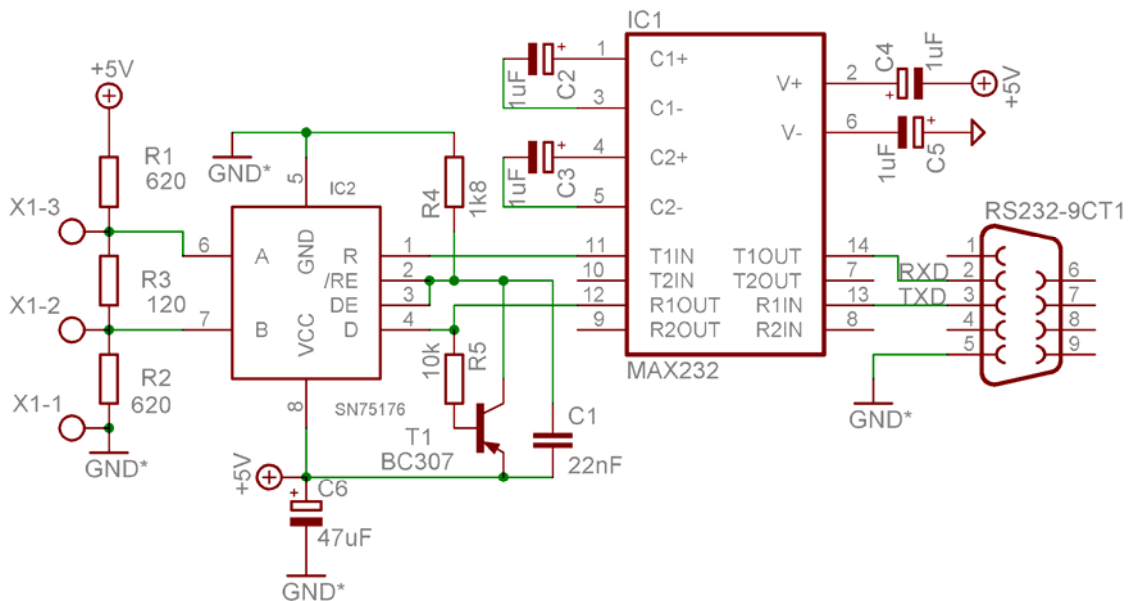 +5V
R1
620
X1-3
R3
120
X1-2
R2
620
X1-1
GND*
GND*
5
IC2
6
A
GND
R
1
/RE
2
DE
3
7
B
VCC
D
4
8
SN75176
R4
1k8
10k
R5
T1
BC307
C1
22nF
+5V
C6
47uF
GND*
IC1
1
C1+
1uF
C2
3
C1-
4
C2+
1uF
C3
5
C2-
11
T1IN
10
T2IN
12
R1OUT
9
R2OUT
V+
2
C4
1uF
+5V
V-
6
1uF
C5
T1OUT
14
T2OUT
7
R1IN
13
R2IN
8
MAX232
RXD
TXD
RS232-9CT1
1
2
3
4
5
6
7
8
9
GND*